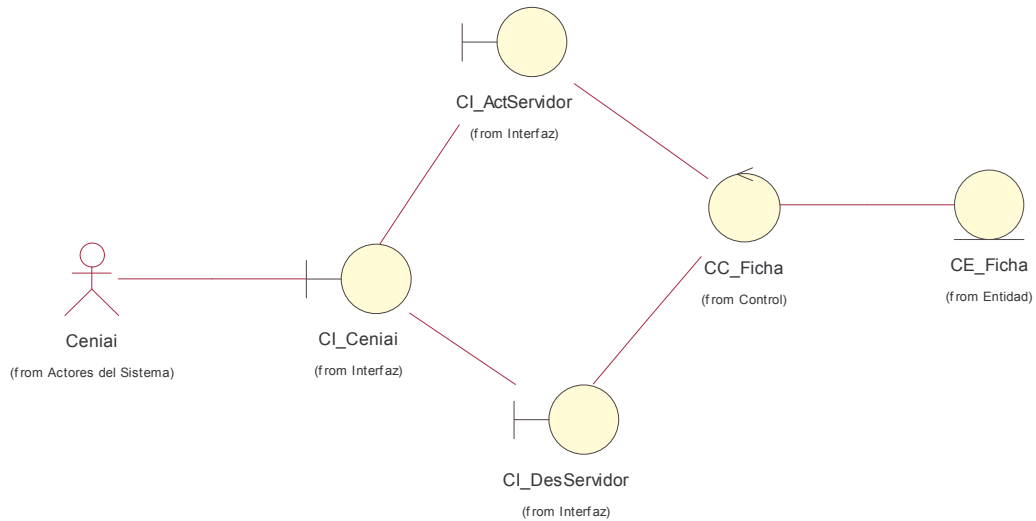 CI_ActServidor
(from Interfaz)
CC_Ficha
(from Control)
CE_Ficha
(from Entidad)
Ceniai
(from Actores del Sistema)
CI_Ceniai
(from Interfaz)
CI_DesServidor
(from Interfaz)